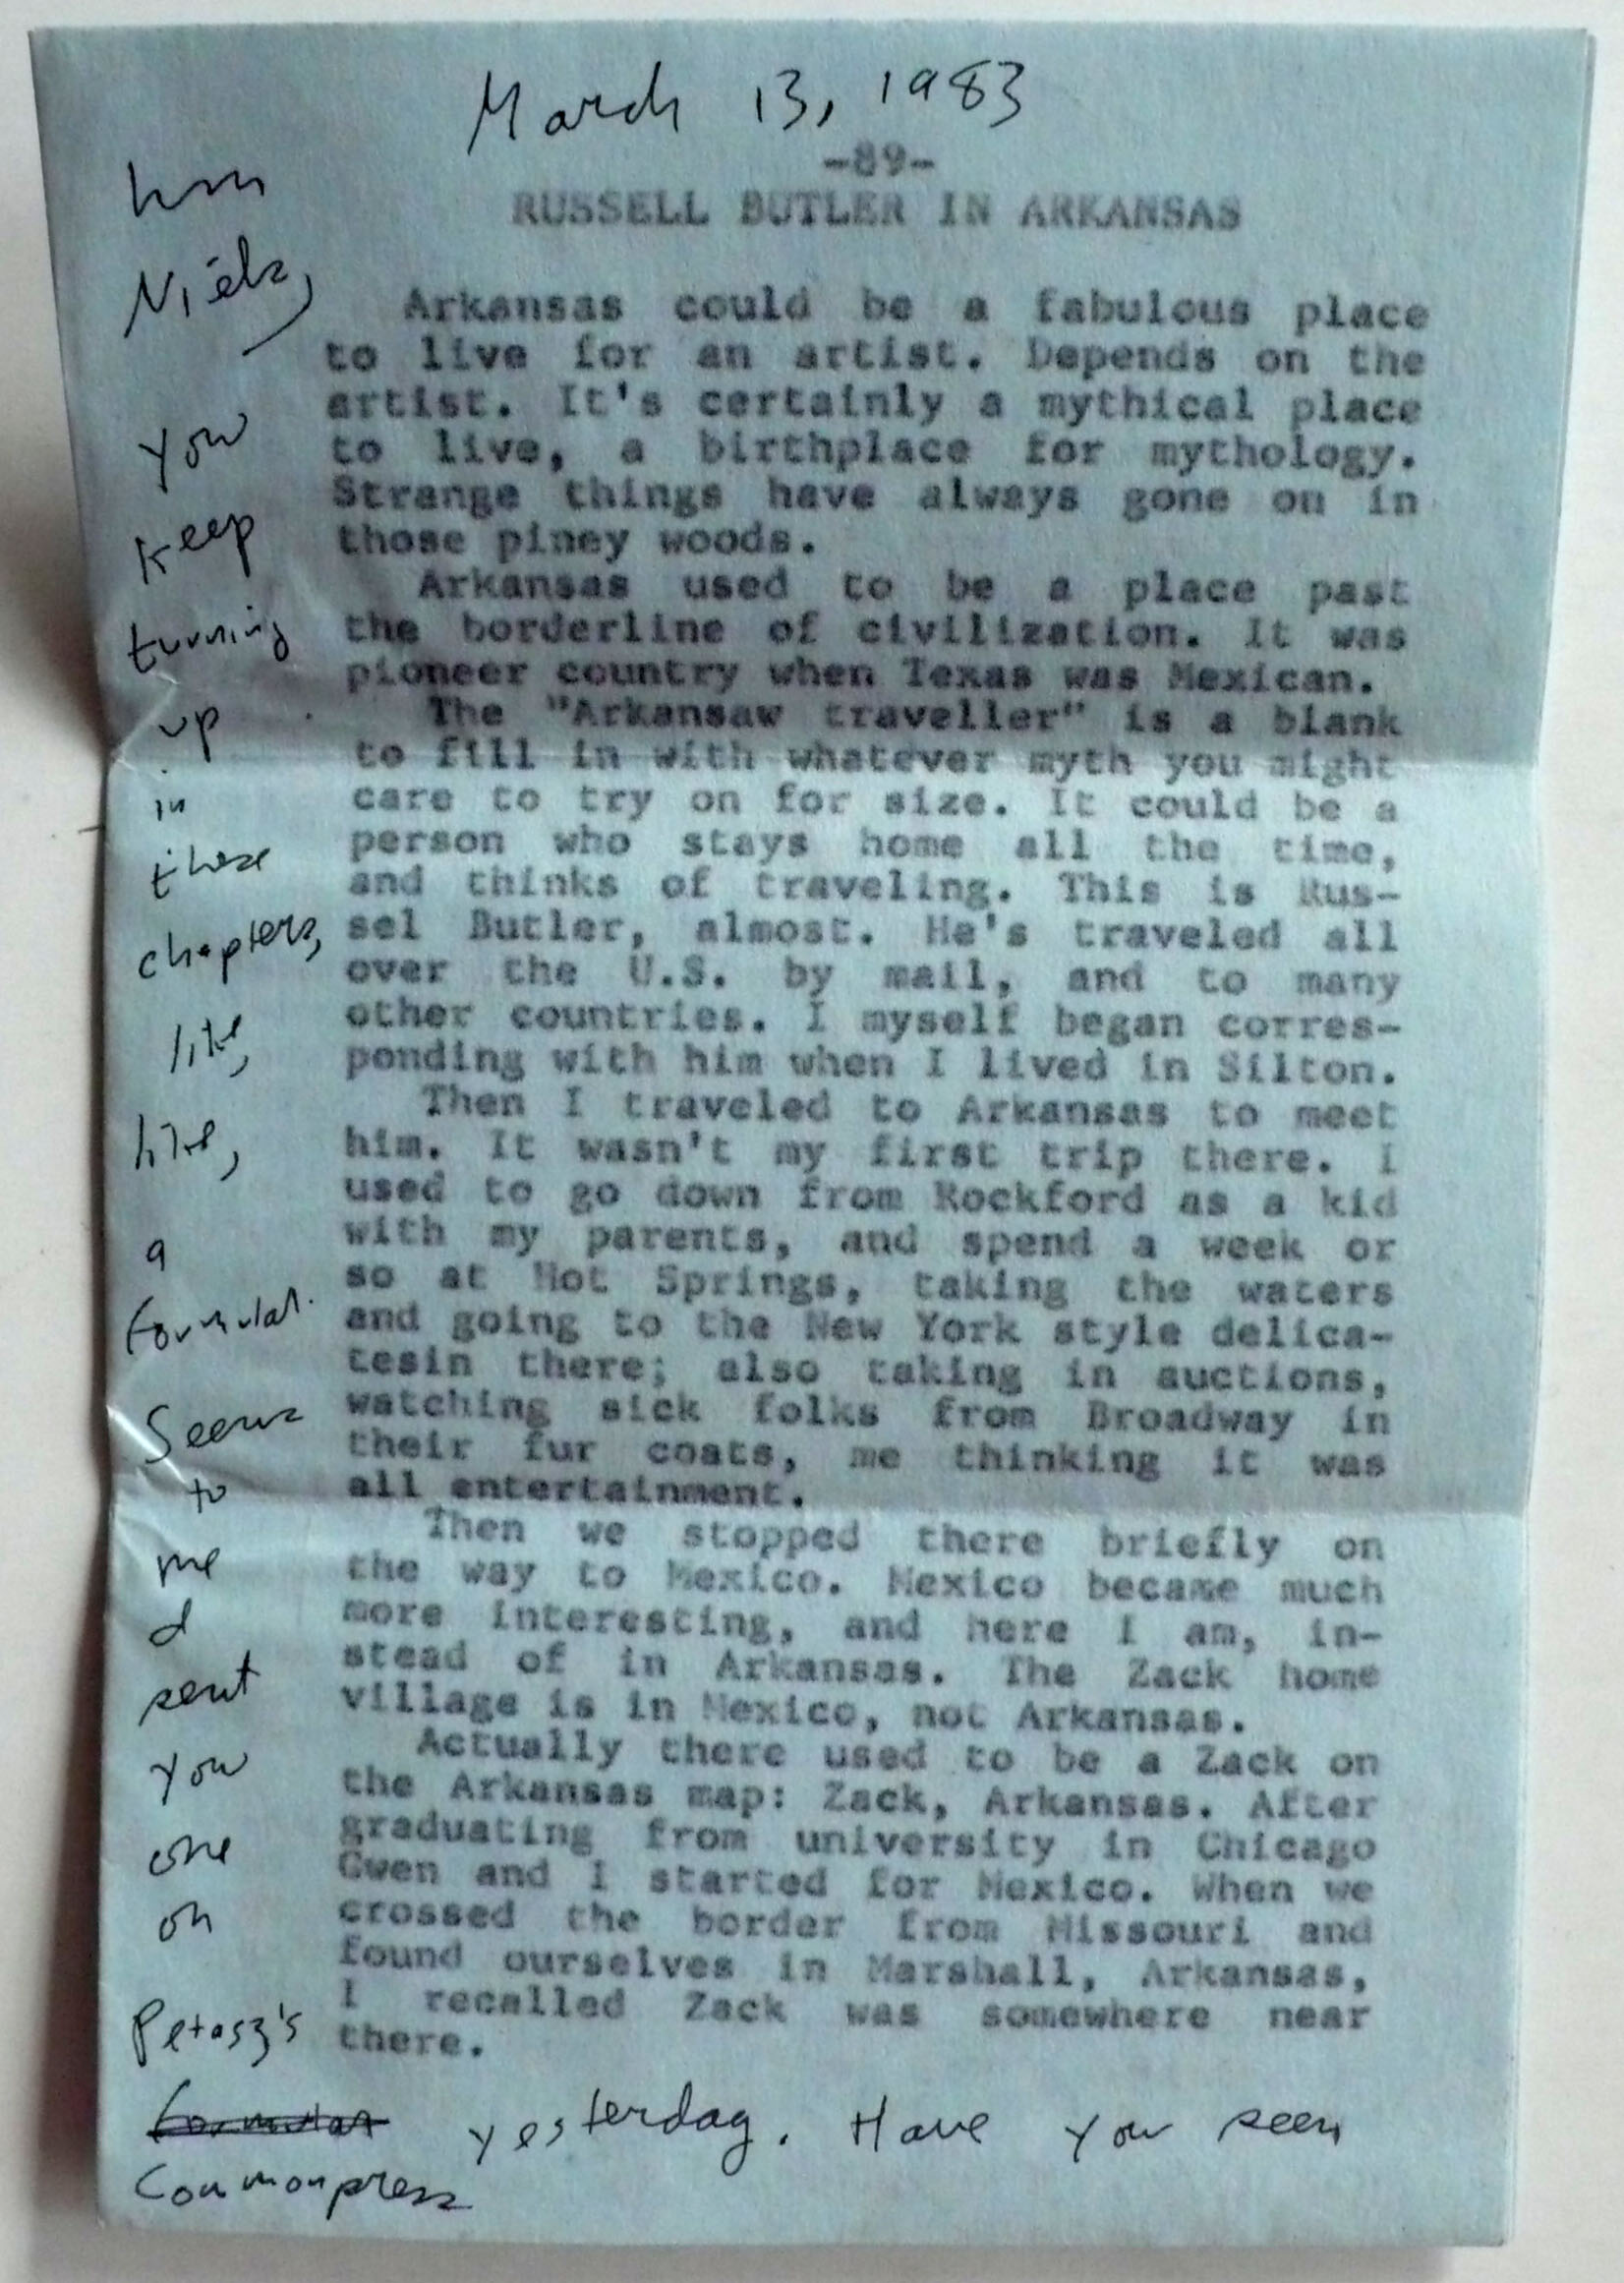 March 13, 1983
-89-
RUSSELL BUTLER IN ARKANSAS
Arkansas could be a fabulous place
to live for an artist. Depends on the
artist. It's certainly a mythical place
to live, a birthplace for mythology.
Strange things have always gone on in
those piney woods.
Arkansas used to be a place past
the borderline of civilization. It was
pioneer country when Texas was Mexican.
The "Arkansaw traveller" is a blank
to fill in with whatever myth you might
care to try on for size. It could be a
person who stays home all the time,
and thinks of traveling. This is Rus-
sel Butler, almost. He's traveled all
over the U.S. by mail, and to many
other countries. I myself began corres-
ponding with him when I lived in Silton.
Then I traveled to Arkansas to meet
him. It wasn't my first trip there. I
used to go down from Rockford as a kid
with my parents, and spend a week or
so at Hot Springs, taking the waters
and going to the New York style delica-
tesin there; also taking in auctions,
watching sick folks from Broadway in
their fur coats, me thinking it was
all entertainment.
Then we stopped there briefly on
the way to Mexico. Mexico became much
more interesting, and here I am, in-
stead of in Arkansas. The Zack home
village is in Mexico, not Arkansas.
Actually there used to be a Zack on
the Arkansas map: Zack, Arkansas. After
graduating from university in Chicago
Gwen and I started for Mexico. When we
crossed the border from Missouri and
found ourselves in Marshall, Arkansas,
I recalled Zack was somewhere near
there.
hm
Niels,
you
keep
turning
up
in
these
chapters,
like,
like,
a
Seems
to
me
I
sent
you
one
on
Petasz's
Commonpress
yesterday. Have you seen